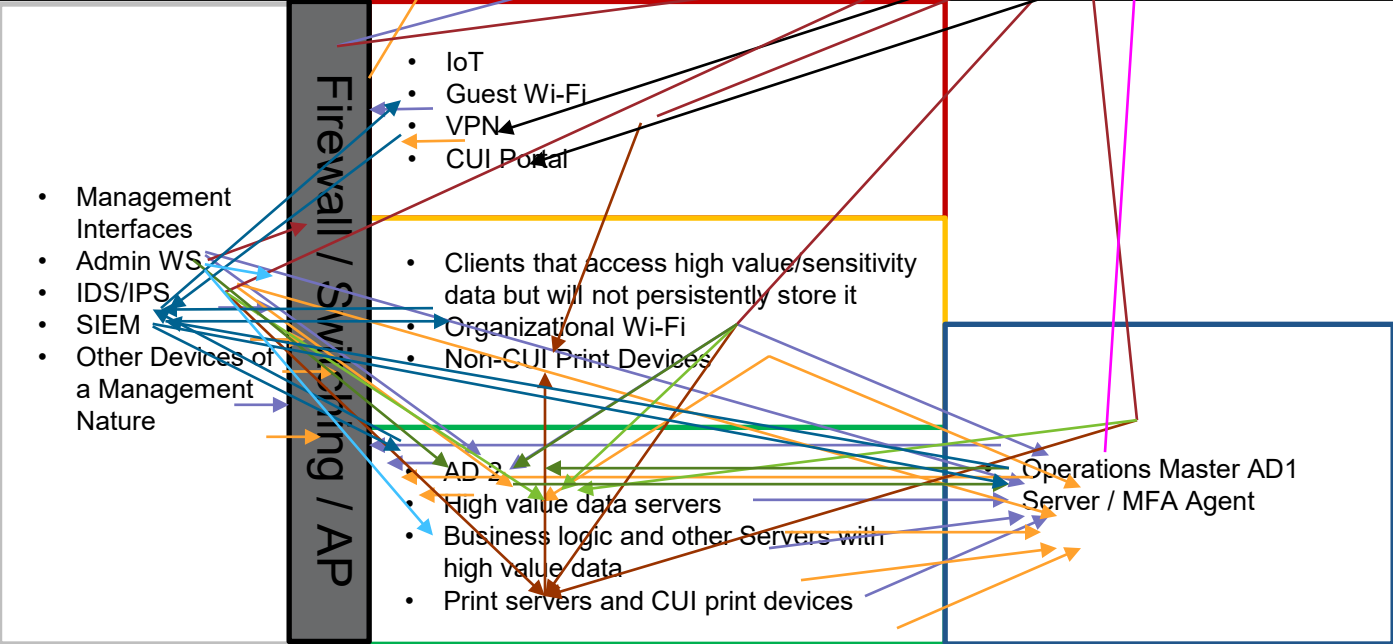 Management
Interfaces
Admin WS
IDS/IPS
SIEM
Other Devices of
a Management
Nature
Firewall / Switching / AP
IoT
Guest Wi-Fi
VPN
CUI Portal
Clients that access high value/sensitivity
data but will not persistently store it
Organizational Wi-Fi
Non-CUI Print Devices
AD-2
High value data servers
Business logic and other Servers with
high value data
Print servers and CUI print devices
Operations Master AD1
Server / MFA Agent